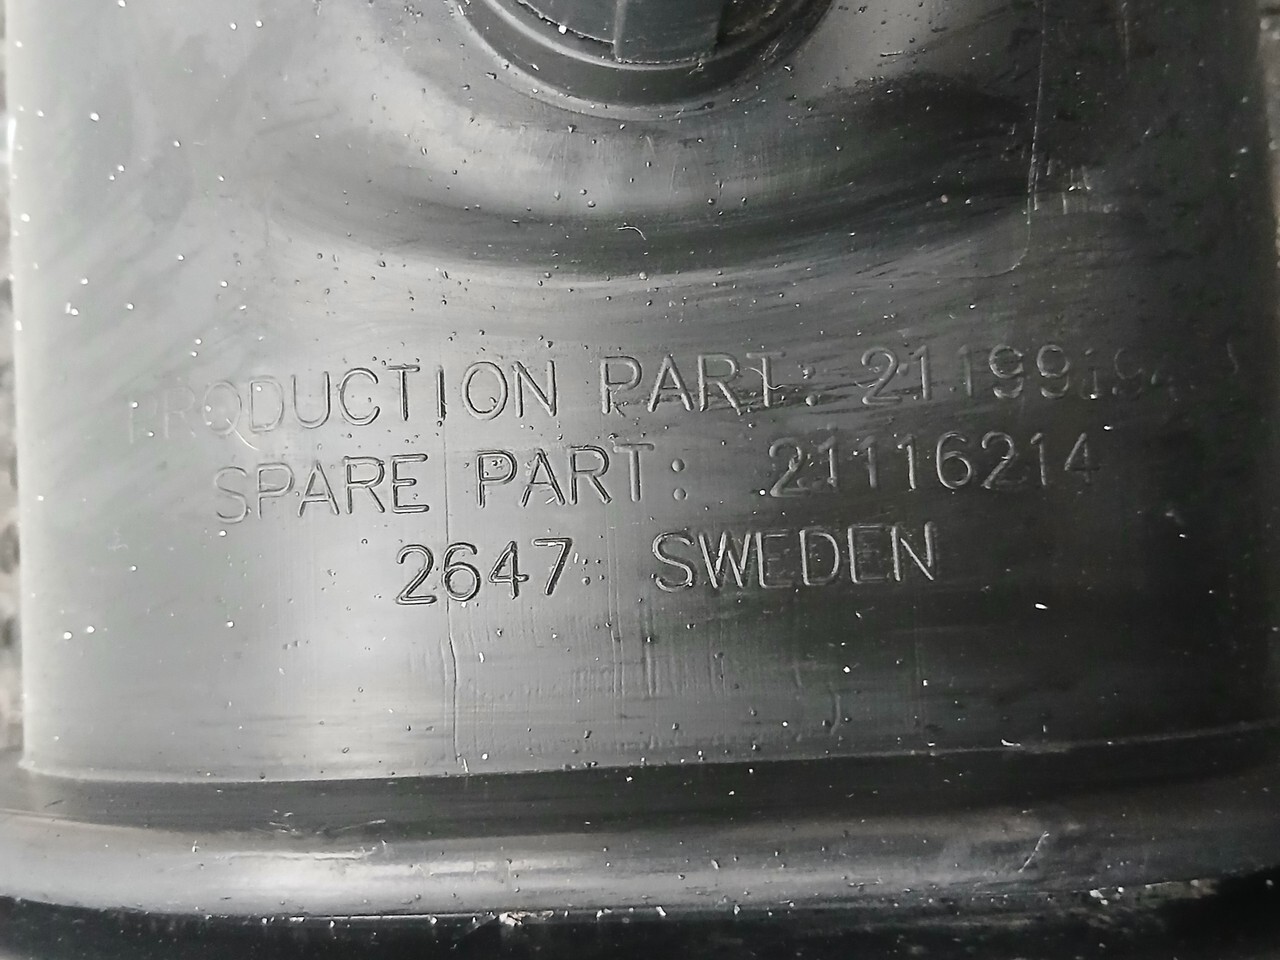 PRODUCTION PART:
SPARE PART: 21116214
2647: SWEDEN